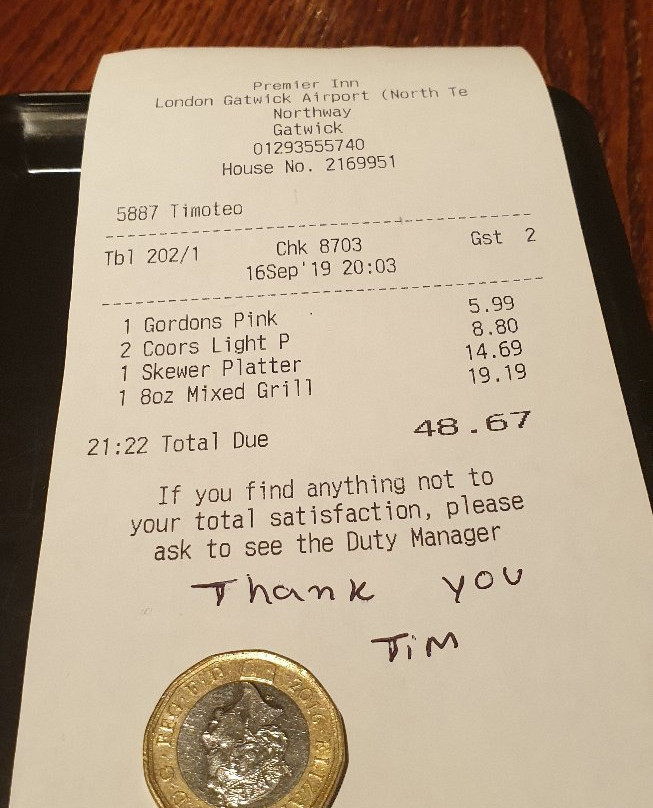 Premier Inn
London Gatwick Airport (North Te
Northway
Gatwick
01293555740
House No. 2169951
5887 Timoteo
Tbl 202/1 Chk 8703 Gst 2
16Sep'19 20:03
1 Gordons Pink 5.99
2 Coors Light P 8.80
1 Skewer Platter 14.69
1 8oz Mixed Grill 19.19
21:22 Total Due 48.67
If you find anything not to
your total satisfaction, please
ask to see the Duty Manager
Thank you
TiM
D·G·REG·F·D· 2016